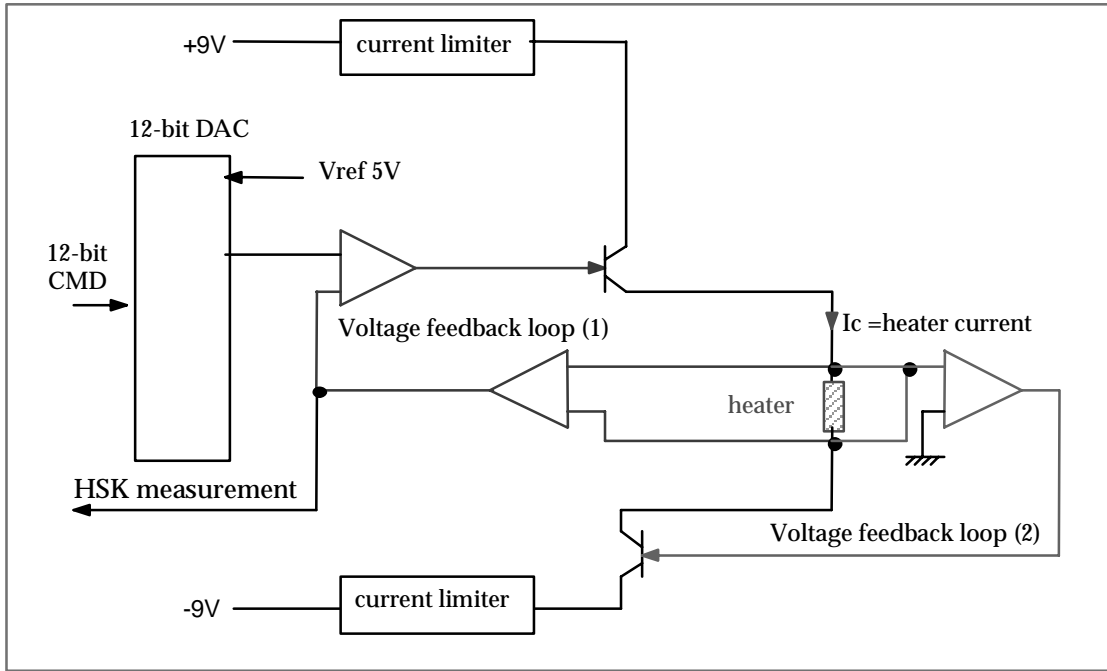 +9V
current limiter
12-bit DAC
Vref 5V
12-bit
CMD
Voltage feedback loop (1)
Ic =heater current
heater
HSK measurement
Voltage feedback loop (2)
-9V
current limiter